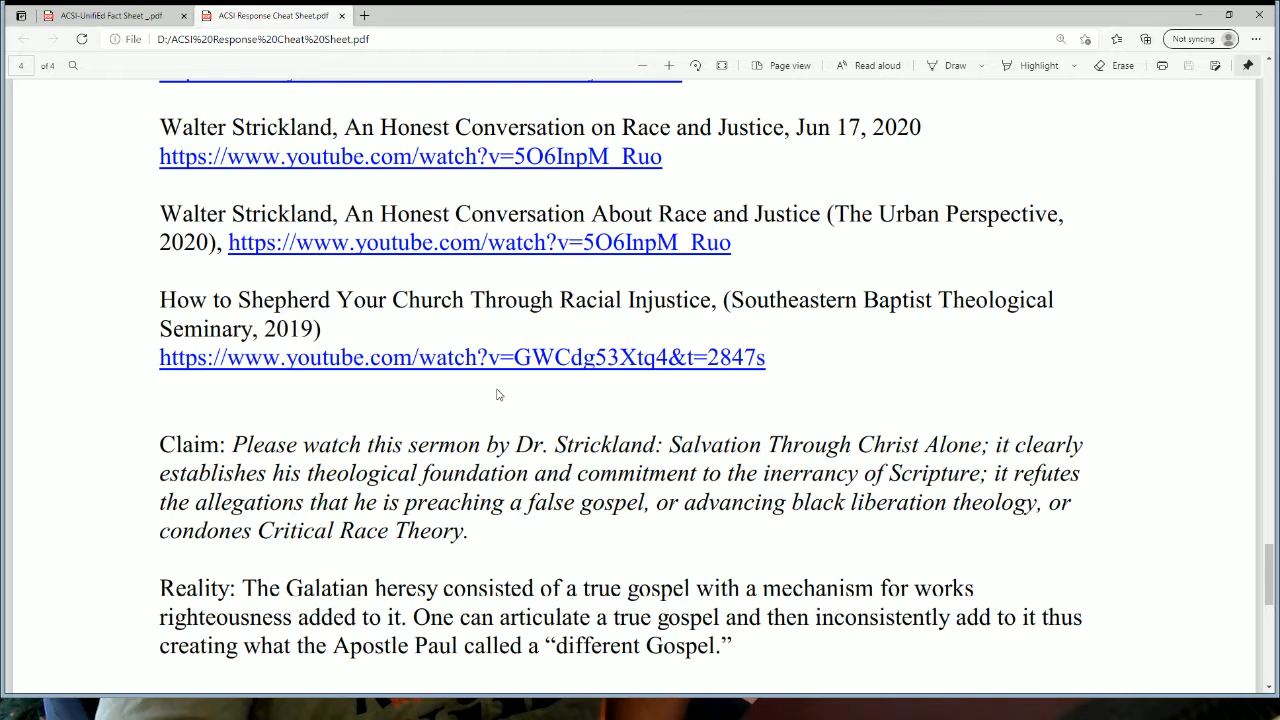 ACSI-UnifiEd Fact Sheet _.pdf
ACSI Response Cheat Sheet.pdf
File D:/ACSI%20Response%20Cheat%20Sheet.pdf
Not syncing
4 of 4
Page view
Read aloud
Draw
Highlight
Erase
Walter Strickland, An Honest Conversation on Race and Justice, Jun 17, 2020
https://www.youtube.com/watch?v=5O6InpM_Ruo
Walter Strickland, An Honest Conversation About Race and Justice (The Urban Perspective,
2020), https://www.youtube.com/watch?v=5O6InpM_Ruo
How to Shepherd Your Church Through Racial Injustice, (Southeastern Baptist Theological
Seminary, 2019)
https://www.youtube.com/watch?v=GWCdg53Xtq4&t=2847s
Claim: Please watch this sermon by Dr. Strickland: Salvation Through Christ Alone; it clearly
establishes his theological foundation and commitment to the inerrancy of Scripture; it refutes
the allegations that he is preaching a false gospel, or advancing black liberation theology, or
condones Critical Race Theory.
Reality: The Galatian heresy consisted of a true gospel with a mechanism for works
righteousness added to it. One can articulate a true gospel and then inconsistently add to it thus
creating what the Apostle Paul called a “different Gospel.”